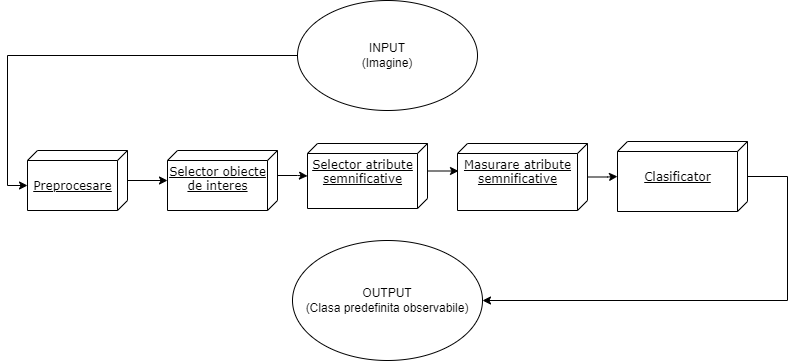 INPUT
(Imagine)
Preprocesare
Selector obiecte
de interes
Selector atribute
semnificative
Masurare atribute
semnificative
Clasificator
OUTPUT
(Clasa predefinita observabile)